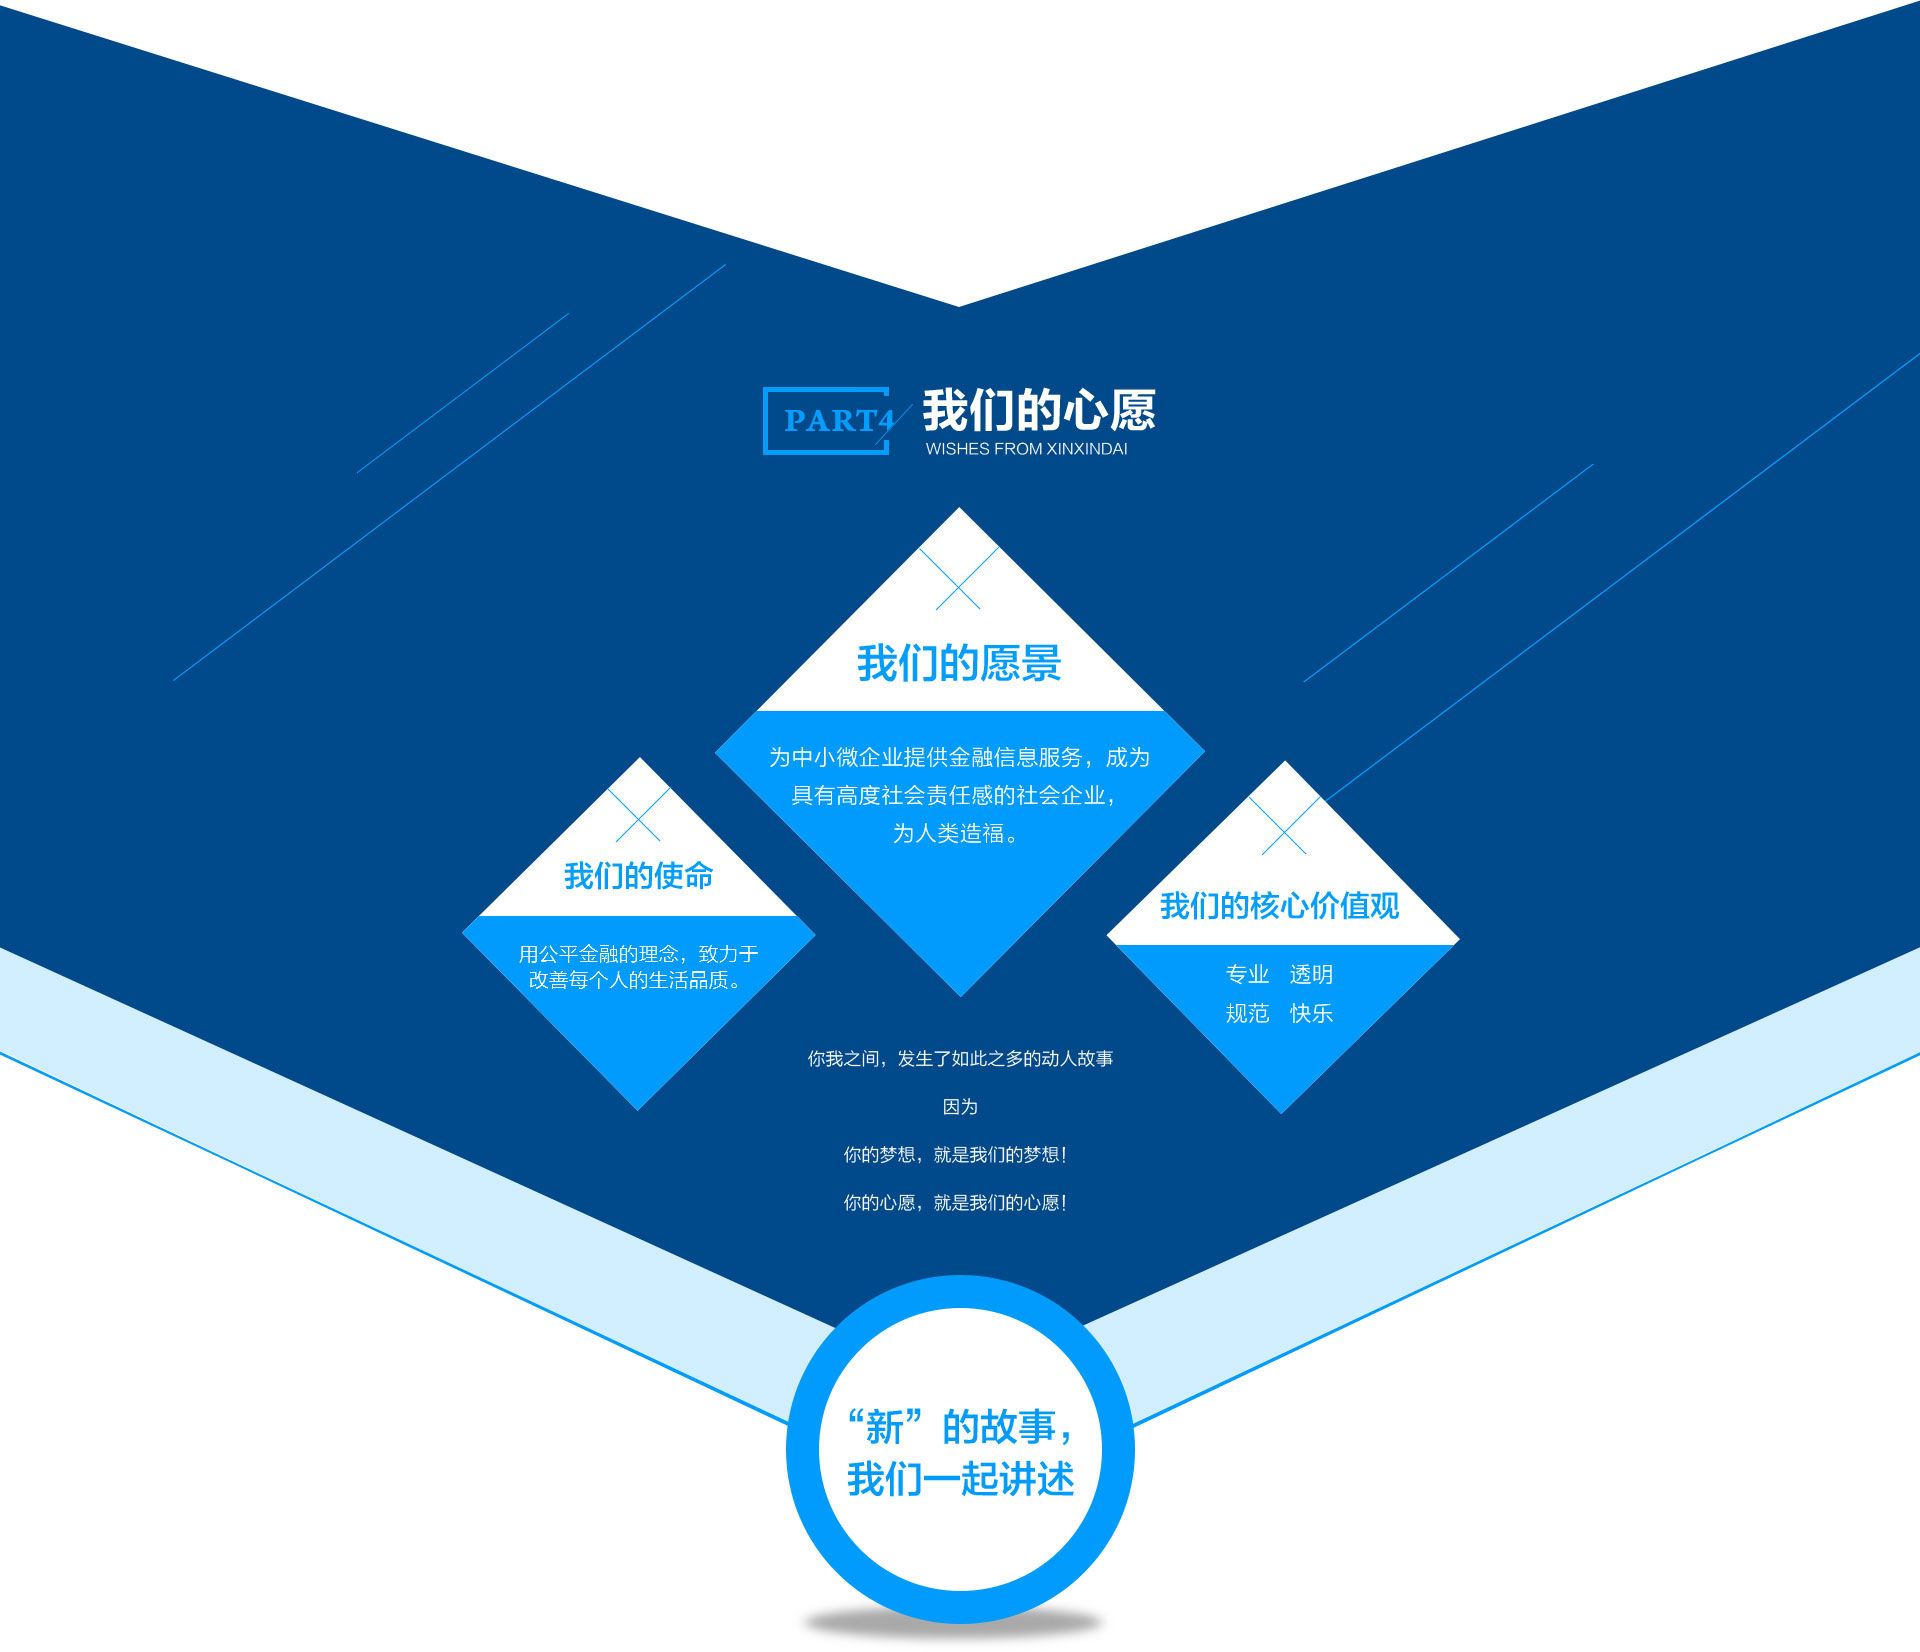 PART4
我们的心愿
WISHES FROM XINXINDAI
我们的愿景
为中小微企业提供金融信息服务，成为
具有高度社会责任感的社会企业，
为人类造福。
我们的使命
用公平金融的理念，致力于
改善每个人的生活品质。
我们的核心价值观
专业 透明
规范 快乐
你我之间，发生了如此之多的动人故事
因为
你的梦想，就是我们的梦想！
你的心愿，就是我们的心愿！
“新”的故事，
我们一起讲述